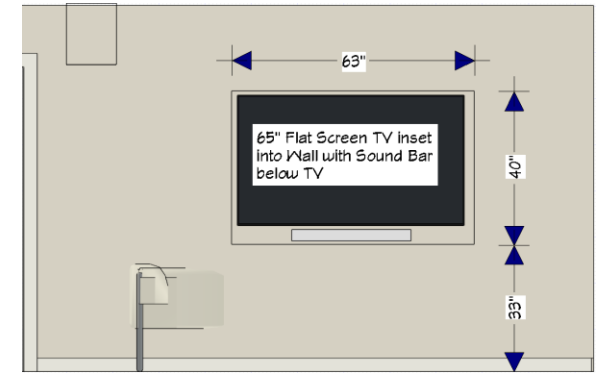 63"
65" Flat Screen TV inset
into Wall with Sound Bar
below TV
40"
33"